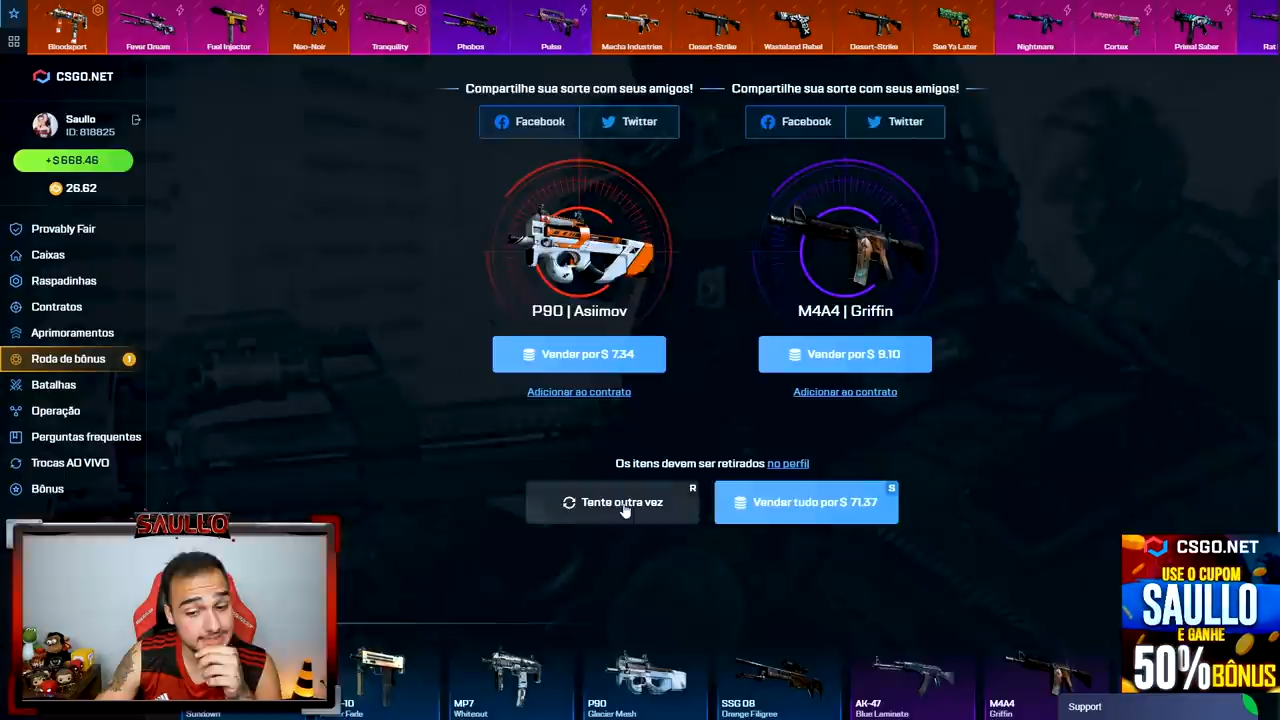 Bloodsport
Fever Dream
Fuel Injector
Neo-Noir
Tranquility
Phobos
Pulse
Mecha Industries
Desert-Strike
Wasteland Rebel
Desert-Strike
See Ya Later
Nightmare
Cortex
Primal Saber
Rat
CSGO.NET
Saullo
ID: 818825
+$ 668.46
26.62
Provably Fair
Caixas
Raspadinhas
Contratos
Aprimoramentos
Roda de bônus 1
Batalhas
Operação
Perguntas frequentes
Trocas AO VIVO
Bônus
Compartilhe sua sorte com seus amigos!
Facebook
Twitter
P90 | Asiimov
Vender por $ 7.34
Adicionar ao contrato
Compartilhe sua sorte com seus amigos!
Facebook
Twitter
M4A4 | Griffin
Vender por $ 9.10
Adicionar ao contrato
Os itens devem ser retirados no perfil
Tente outra vez R
Vender tudo por $ 71.37 S
SAULLO
CSGO.NET
USE O CUPOM
SAULLO
E GANHE
50% BÔNUS
Support
-10
Fade
MP7
Whiteout
P90
Glacier Mesh
SSG 08
Orange Filigree
AK-47
Blue Laminate
M4A4
Griffin
Sundown